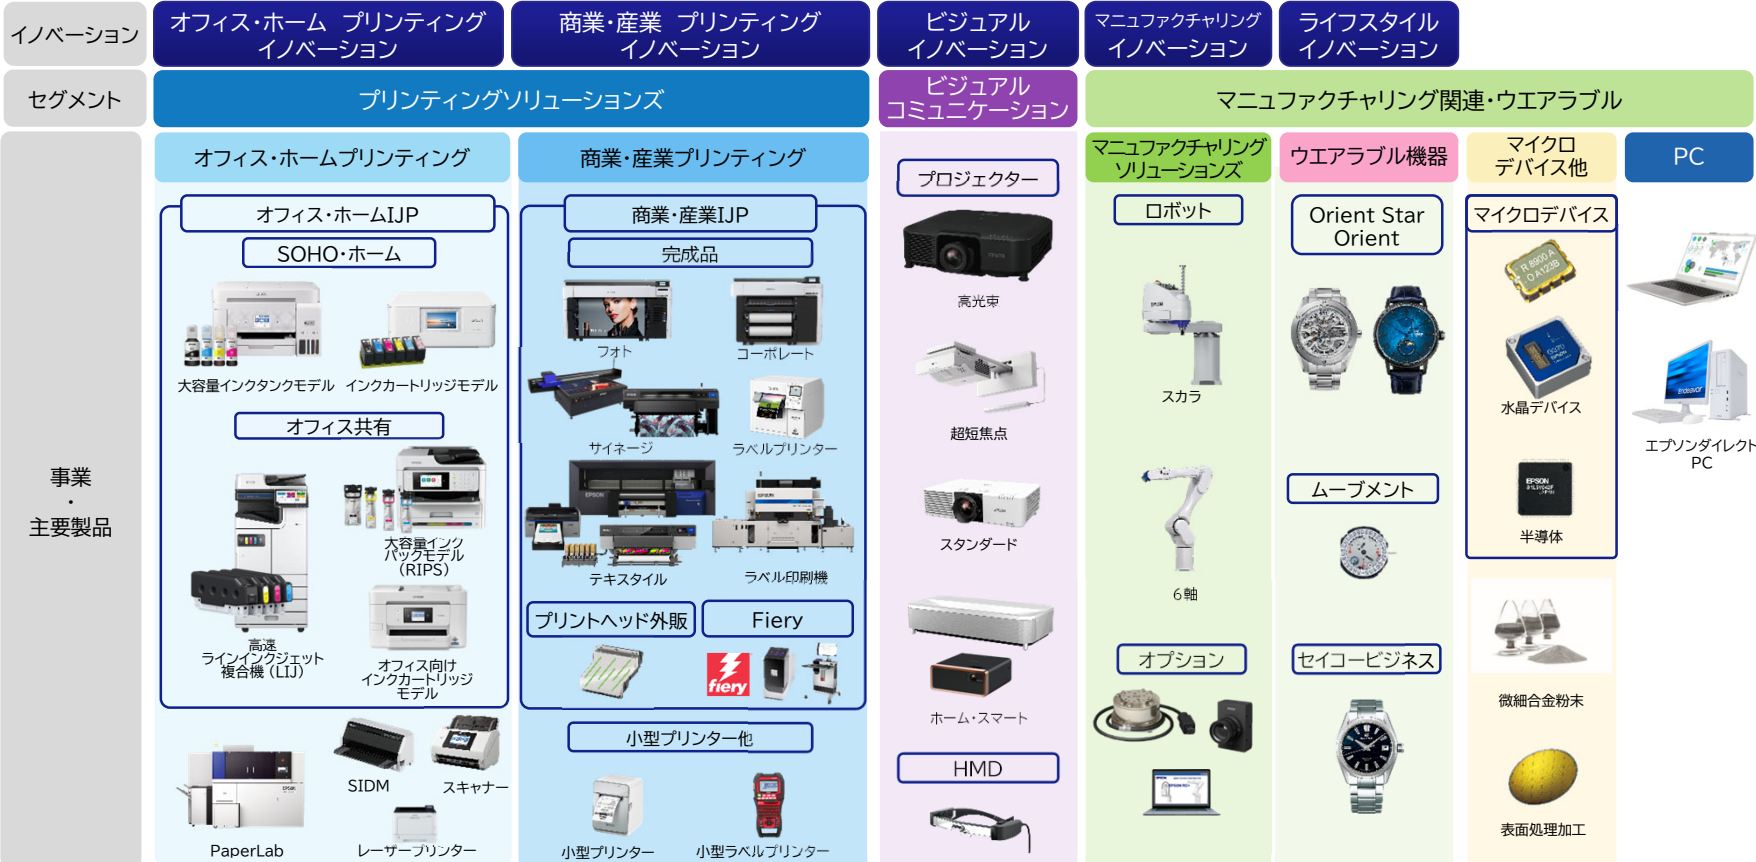 イノベーション
オフィス・ホーム プリンティング
イノベーション
商業・産業 プリンティング
イノベーション
ビジュアル
イノベーション
マニュファクチャリング
イノベーション
ライフスタイル
イノベーション
セグメント
プリンティングソリューションズ
ビジュアル
コミュニケーション
マニュファクチャリング関連・ウエアラブル
事業
・
主要製品
オフィス・ホームプリンティング
オフィス・ホームIJP
SOHO・ホーム
大容量インクタンクモデル
インクカートリッジモデル
オフィス共有
高速
ラインインクジェット
複合機（LIJ）
大容量インク
パックモデル
（RIPS）
オフィス向け
インクカートリッジ
モデル
PaperLab
SIDM
スキャナー
レーザープリンター
商業・産業プリンティング
商業・産業IJP
完成品
フォト
コーポレート
サイネージ
ラベルプリンター
EPSON
EPSON
テキスタイル
ラベル印刷機
プリントヘッド外販
Fiery
fiery
小型プリンター他
小型プリンター
小型ラベルプリンター
プロジェクター
高光束
超短焦点
スタンダード
ホーム・スマート
HMD
マニュファクチャリング
ソリューションズ
ロボット
スカラ
6軸
オプション
ウエアラブル機器
Orient Star
Orient
ムーブメント
セイコービジネス
マイクロ
デバイス他
マイクロデバイス
R 8900 A
水晶デバイス
EPSON
半導体
微細合金粉末
表面処理加工
PC
Endeavor
エプソンダイレクト
PC